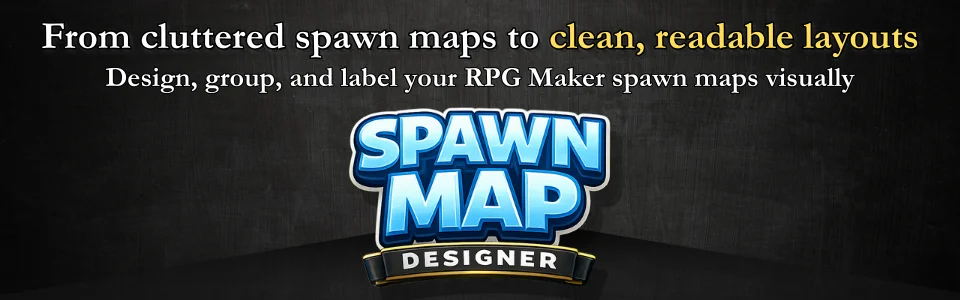 From cluttered spawn maps to clean, readable layouts
Design, group, and label your RPG Maker spawn maps visually
SPAWN
MAP
DESIGNER